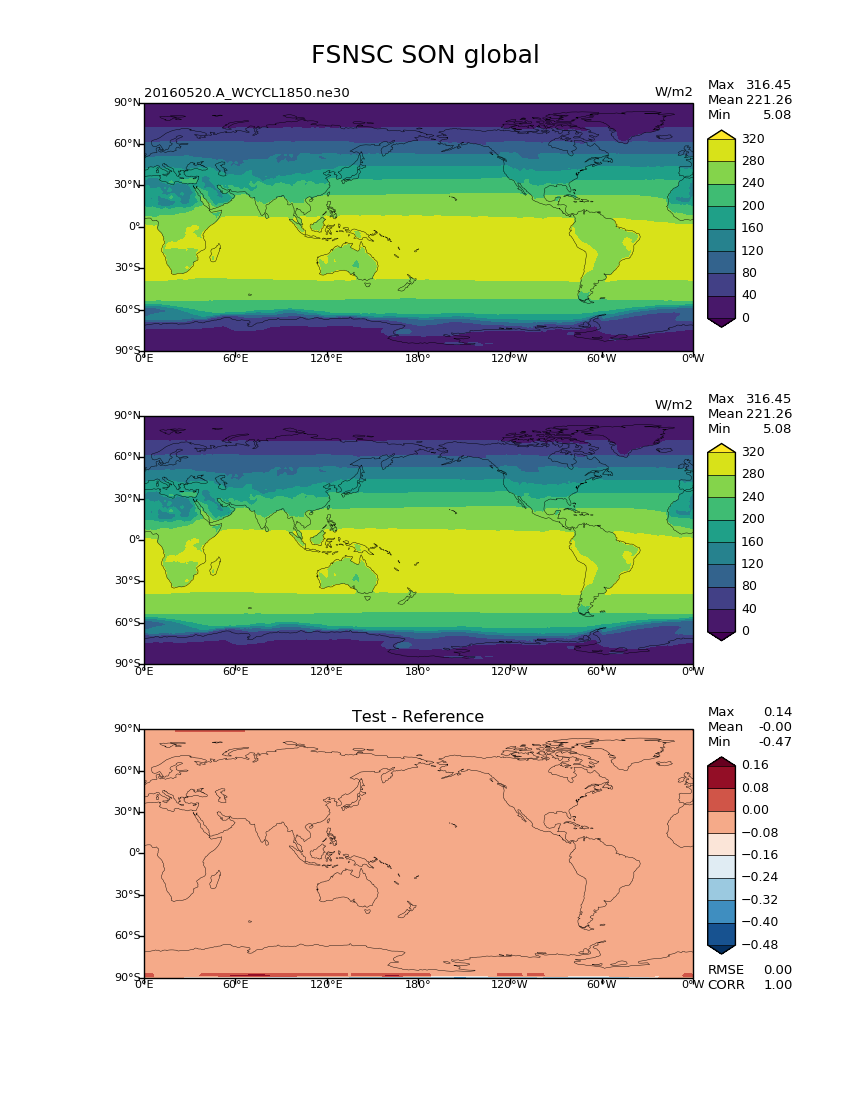 FSNSC SON global
20160520.A_WCYCL1850.ne30
W/m2
Max 316.45
Mean 221.26
Min 5.08
90°N
60°N
30°N
0°
30°S
60°S
90°S
0°E
60°E
120°E
180°
120°W
60°W
0°W
320
280
240
200
160
120
80
40
0
W/m2
Max 316.45
Mean 221.26
Min 5.08
90°N
60°N
30°N
0°
30°S
60°S
90°S
0°E
60°E
120°E
180°
120°W
60°W
0°W
320
280
240
200
160
120
80
40
0
Test - Reference
Max 0.14
Mean -0.00
Min -0.47
90°N
60°N
30°N
0°
30°S
60°S
90°S
0°E
60°E
120°E
180°
120°W
60°W
0°W
0.16
0.08
0.00
−0.08
−0.16
−0.24
−0.32
−0.40
−0.48
RMSE 0.00
CORR 1.00